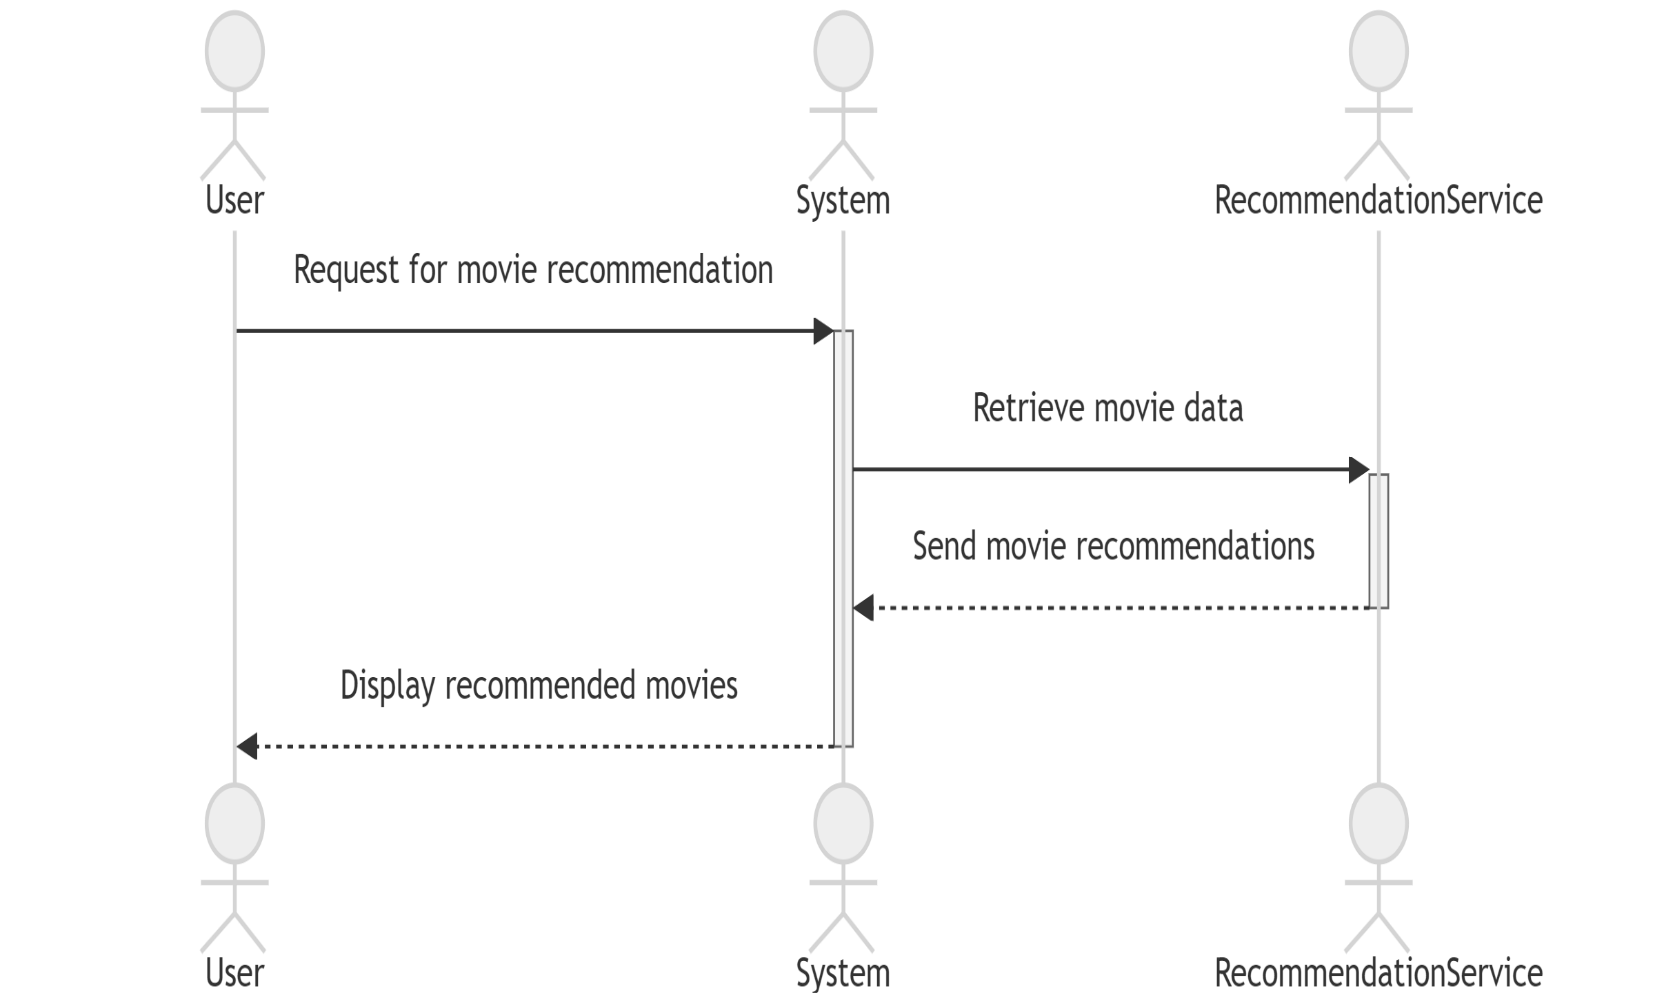 User System RecommendationService
Request for movie recommendation
Retrieve movie data
Send movie recommendations
Display recommended movies
User System RecommendationService